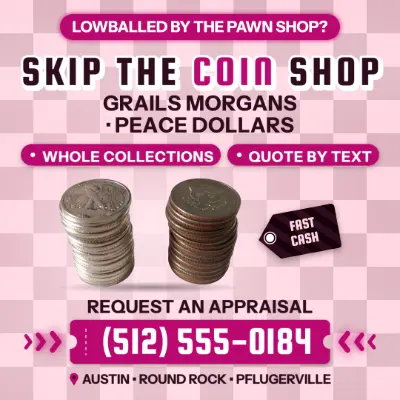 LOWBALLED BY THE PAWN SHOP?
SKIP THE COIN SHOP
GRAILS MORGANS
· PEACE DOLLARS
• WHOLE COLLECTIONS
• QUOTE BY TEXT
FAST
CASH
REQUEST AN APPRAISAL
(512) 555-0184
AUSTIN • ROUND ROCK • PFLUGERVILLE